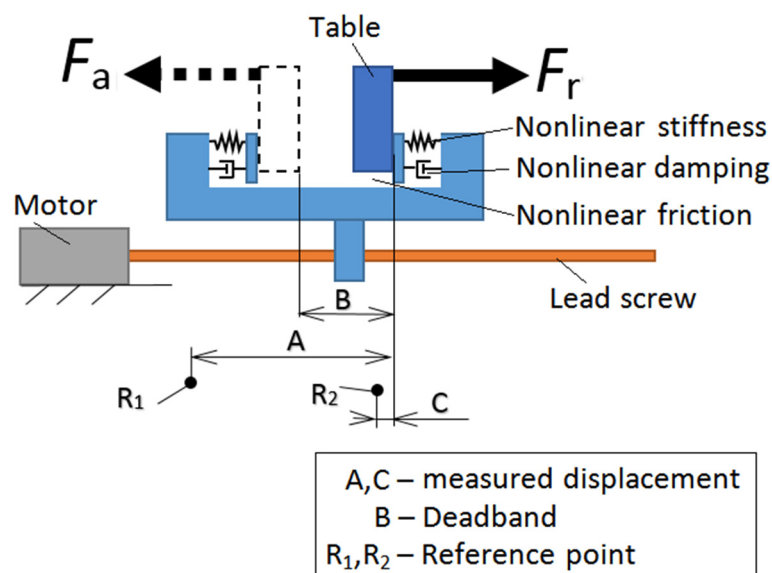 Table
Fa
Fr
Nonlinear stiffness
Nonlinear damping
Nonlinear friction
Motor
Lead screw
B
A
R1
R2
C
A,C – measured displacement
B – Deadband
R1,R2 – Reference point